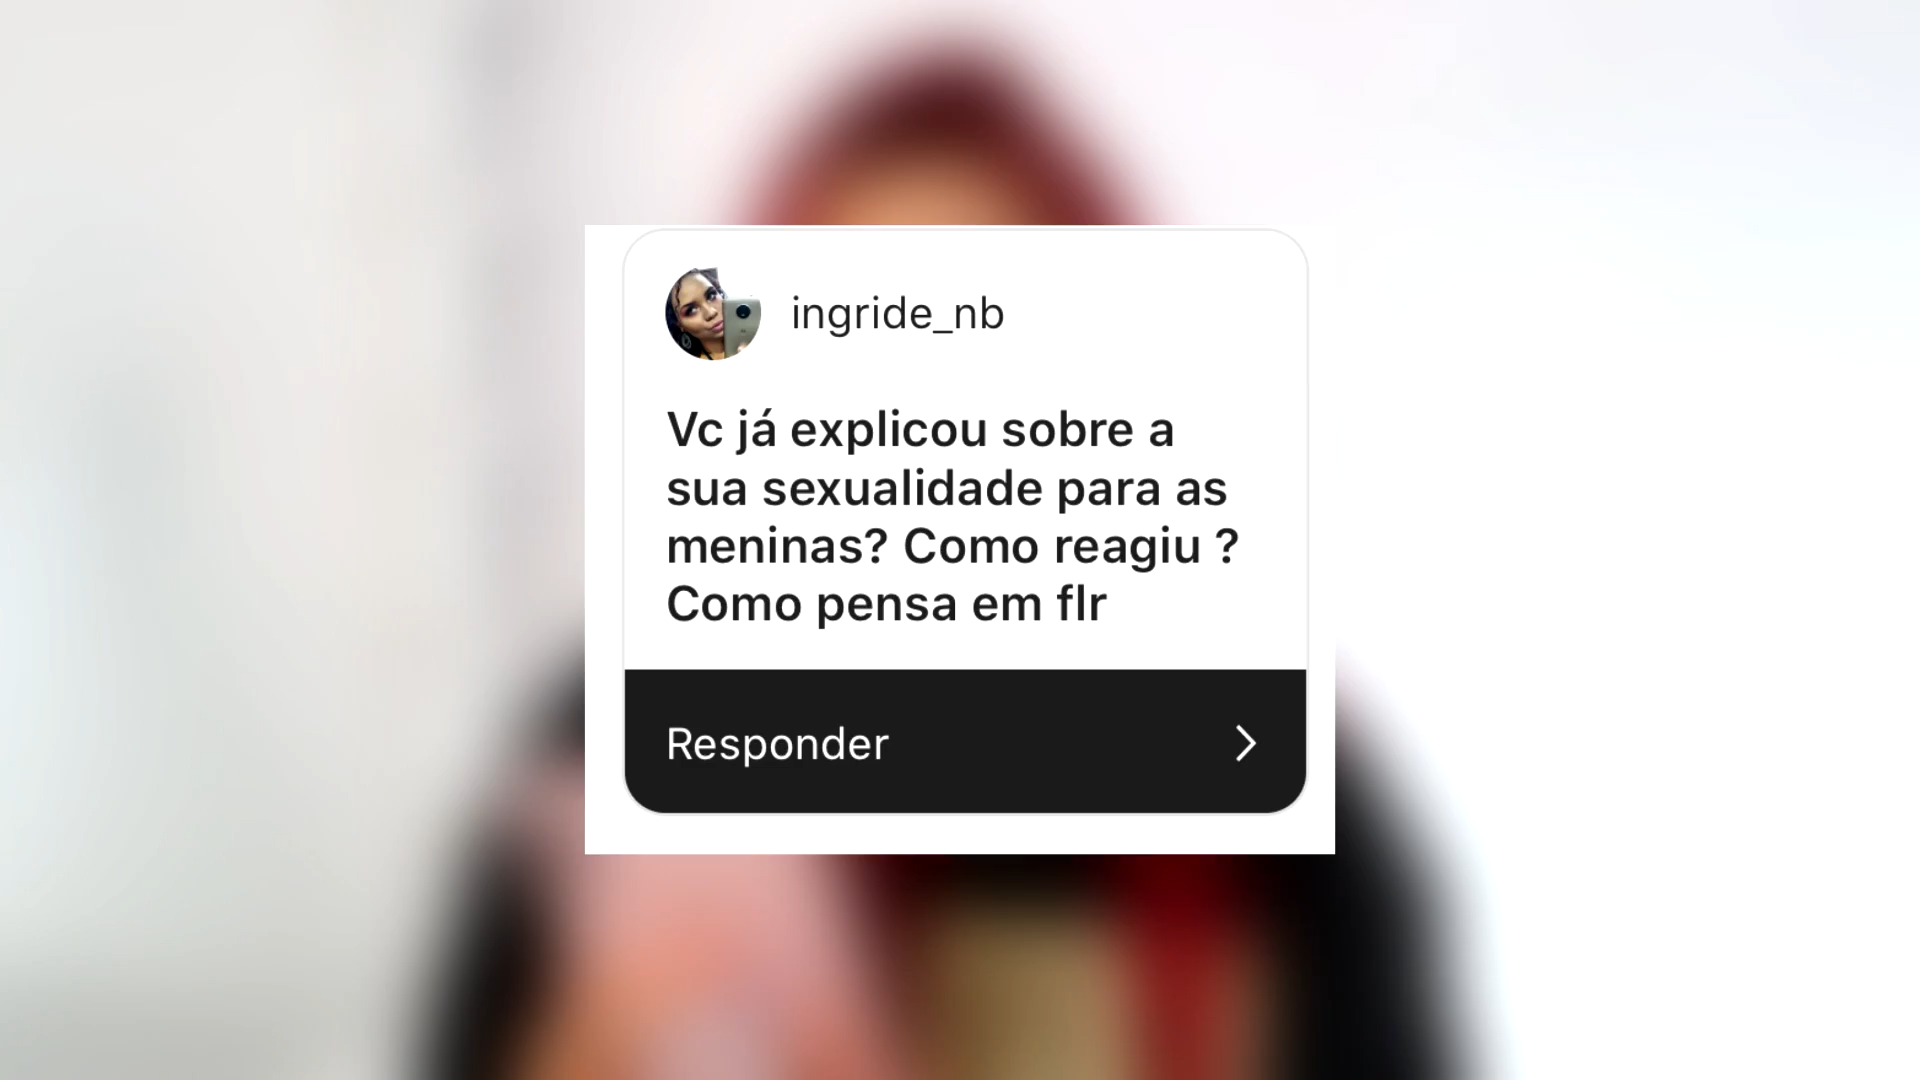 ingride_nb
Vc já explicou sobre a
sua sexualidade para as
meninas? Como reagiu ?
Como pensa em flr
Responder